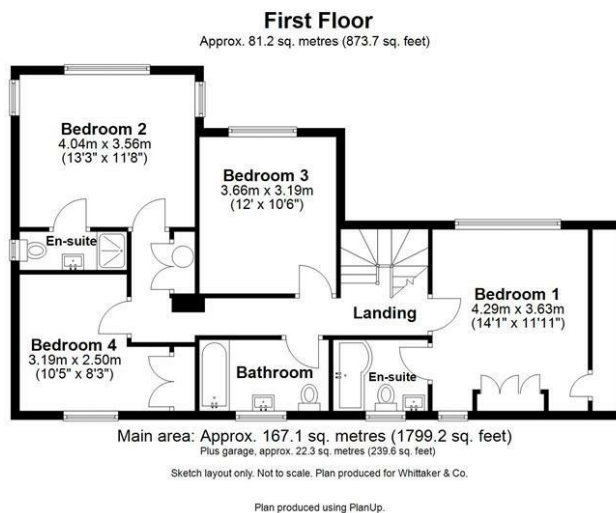 First Floor
Approx. 81.2 sq. metres (873.7 sq. feet)
Bedroom 2
4.04m x 3.56m
(13'3" x 11'8")
Bedroom 3
3.66m x 3.19m
(12' x 10'6")
En-suite
Landing
Bedroom 1
4.29m x 3.63m
(14'1" x 11'11")
Bedroom 4
3.19m x 2.50m
(10'5" x 8'3")
Bathroom
En-suite
Main area: Approx. 167.1 sq. metres (1799.2 sq. feet)
Plus garage, approx. 22.3 sq. metres (239.6 sq. feet)
Sketch layout only. Not to scale. Plan produced for Whittaker & Co.
Plan produced using PlanUp.